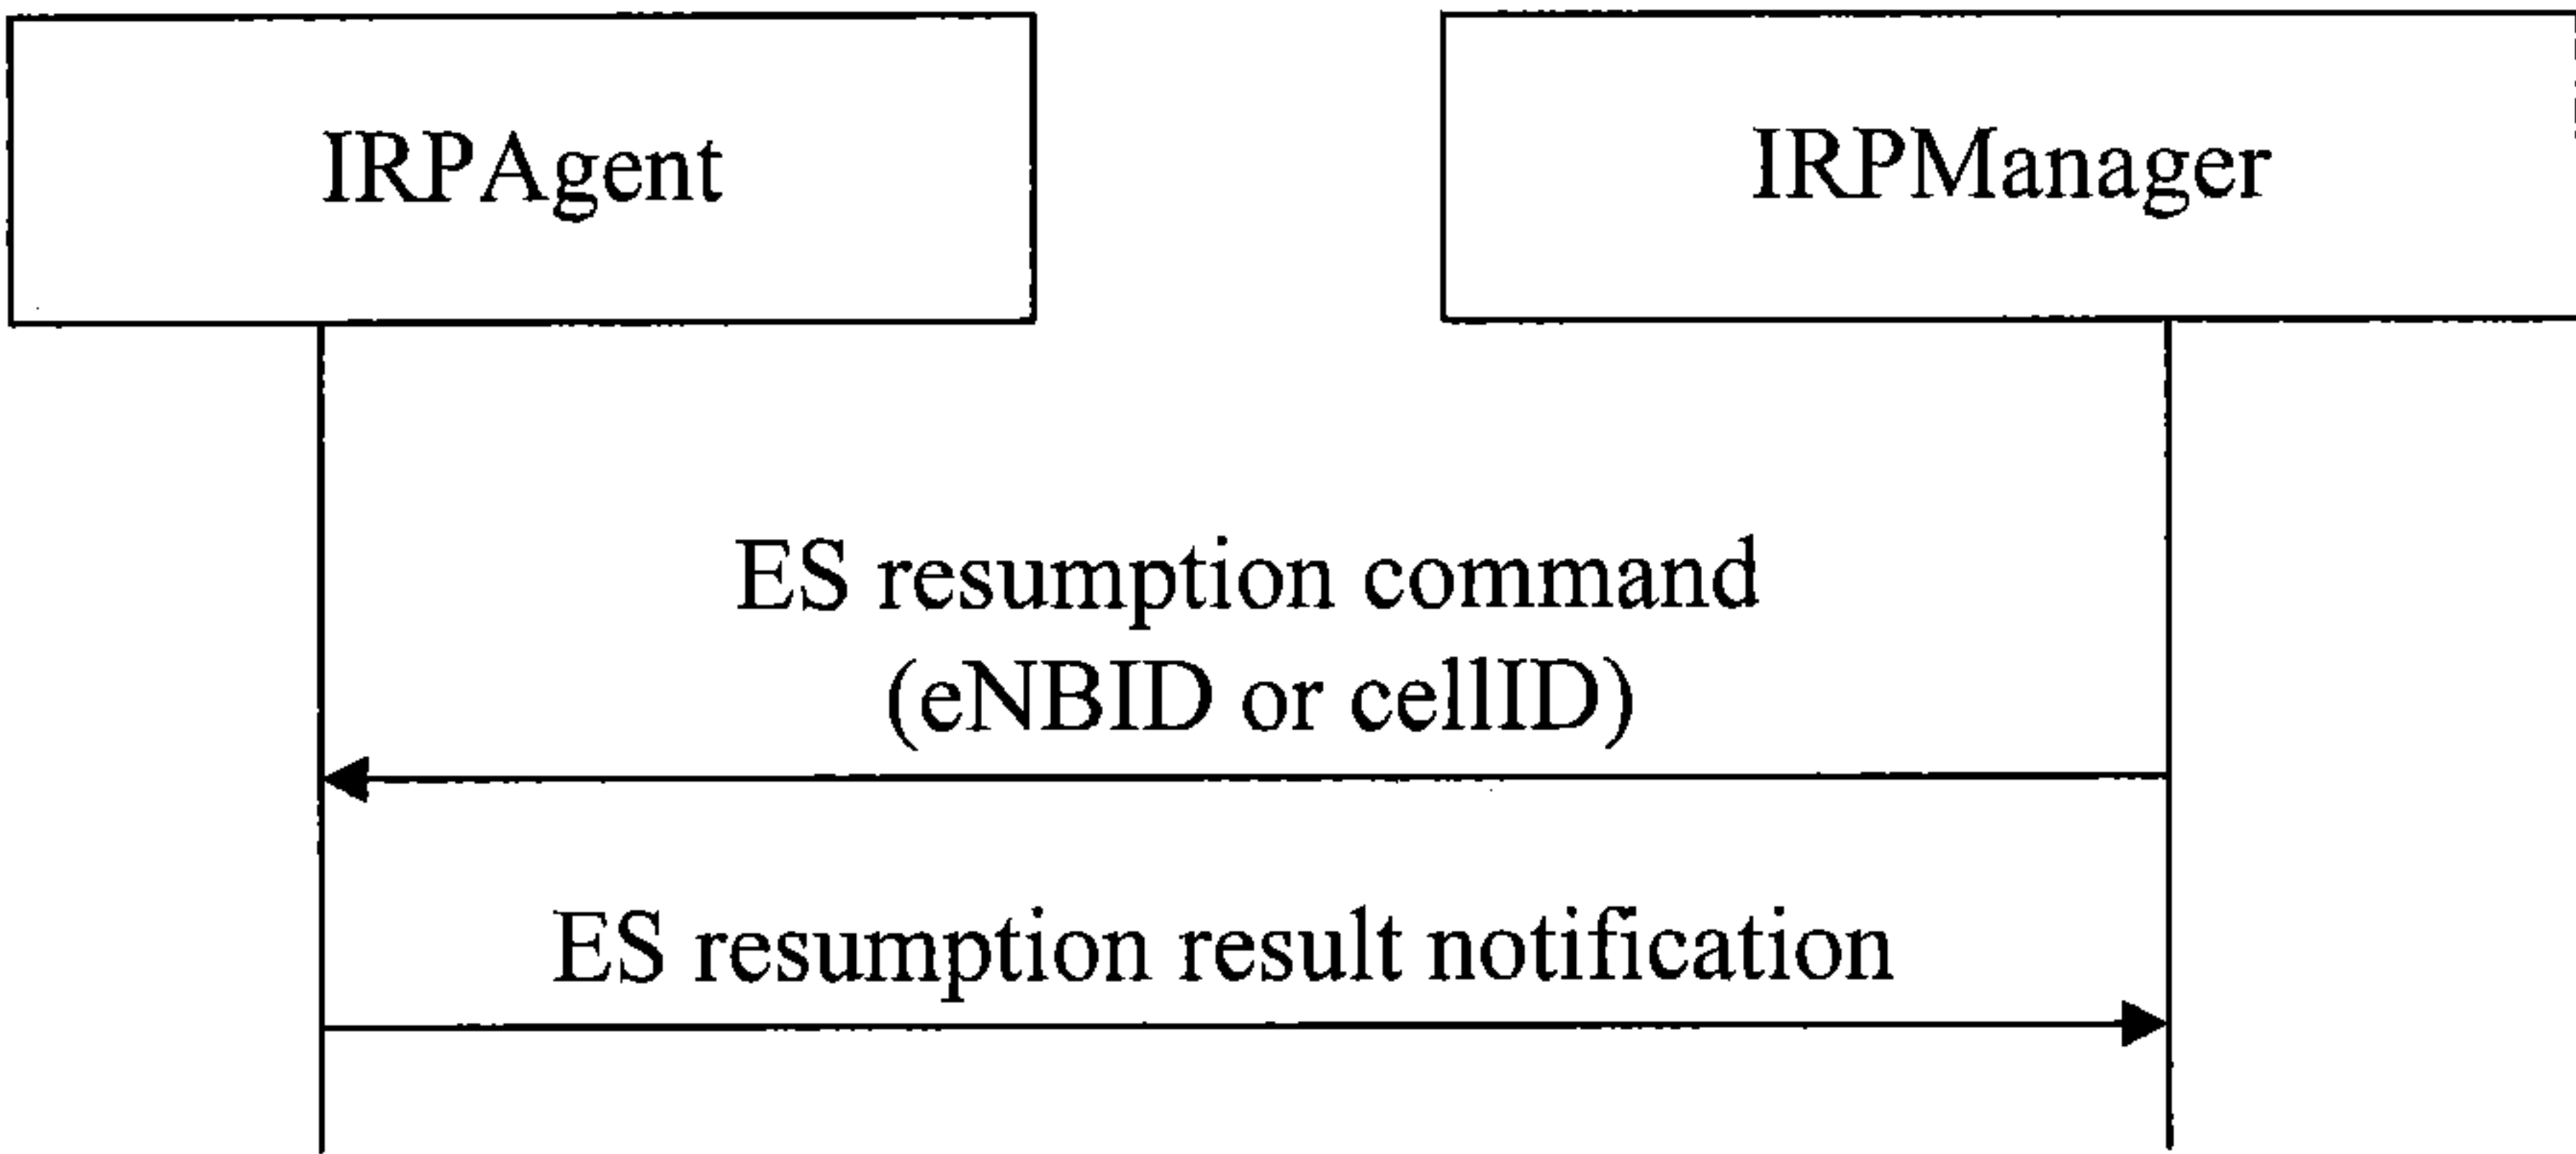 IRPAgent
IRPManager
ES resumption command
(eNBID or cellID)
ES resumption result notification